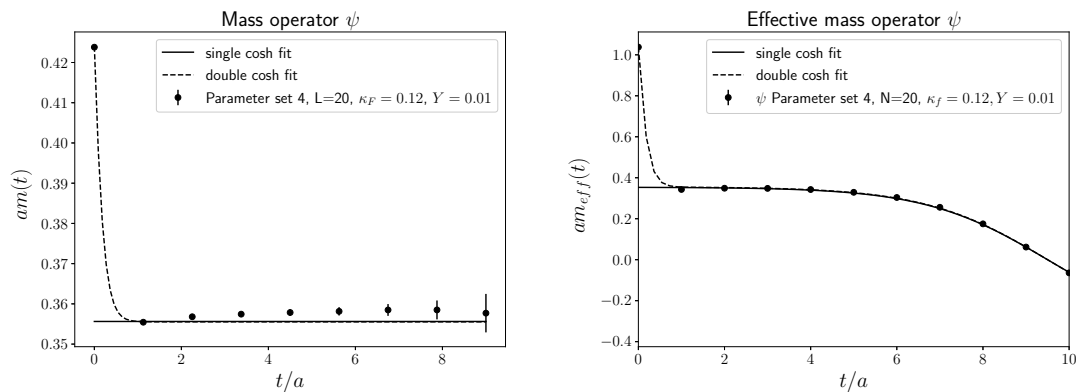 Mass operator ψ
single cosh fit
double cosh fit
Parameter set 4, L=20, κ_F = 0.12, Y = 0.01
am(t)
0.42
0.41
0.40
0.39
0.38
0.37
0.36
0.35
0 2 4 6 8
t/a
Effective mass operator ψ
single cosh fit
double cosh fit
ψ Parameter set 4, N=20, κ_f = 0.12, Y = 0.01
am_{eff}(t)
1.0
0.8
0.6
0.4
0.2
0.0
−0.2
−0.4
0 2 4 6 8 10
t/a